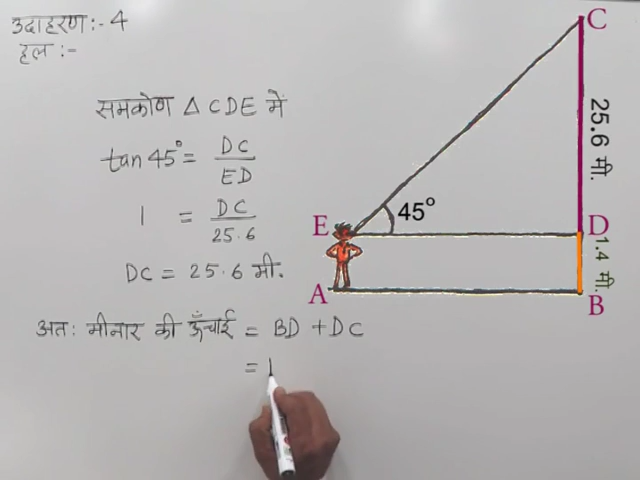 उदाहरण:- 4
हल :-
समकोण △ CDE में
tan 45° = DC/ED
1 = DC/25.6
DC = 25.6 मी.
अत: मीनार की ऊँचाई = BD + DC
= 1
C
25.6 मी.
45°
E
D
1.4 मी.
A
B